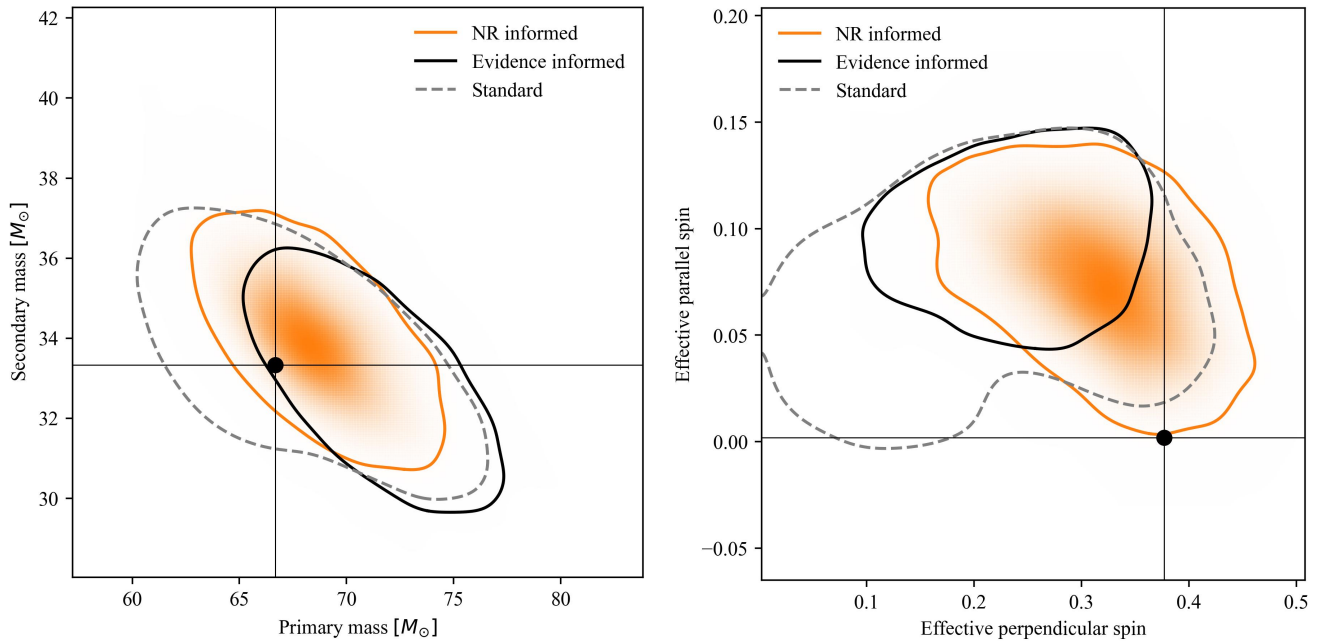 42
40
38
36
34
32
30
60
65
70
75
80
Secondary mass [M⊙]
Primary mass [M⊙]
NR informed
Evidence informed
Standard
0.20
0.15
0.10
0.05
0.00
−0.05
0.1
0.2
0.3
0.4
0.5
Effective parallel spin
Effective perpendicular spin
NR informed
Evidence informed
Standard